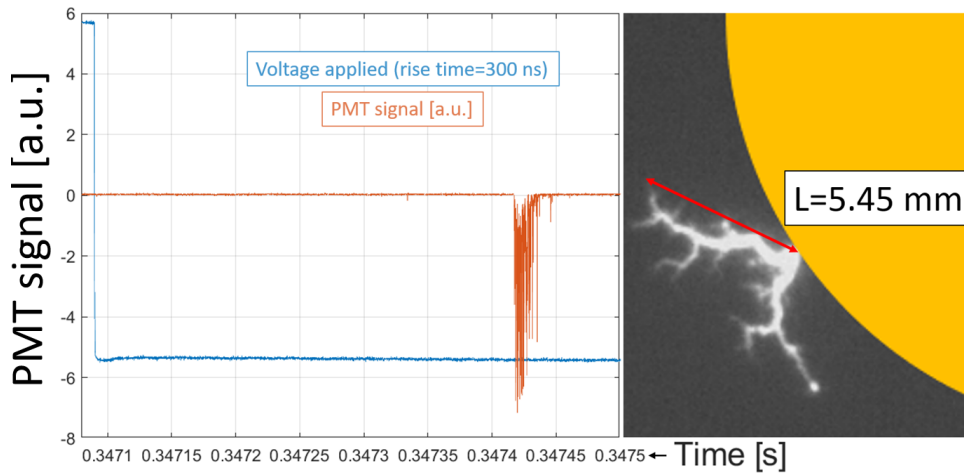 PMT signal [a.u.]
6
4
2
0
-2
-4
-6
-8
Voltage applied (rise time=300 ns)
PMT signal [a.u.]
L=5.45 mm
0.3471 0.34715 0.3472 0.34725 0.3473 0.34735 0.3474 0.34745 0.3475 ← Time [s]